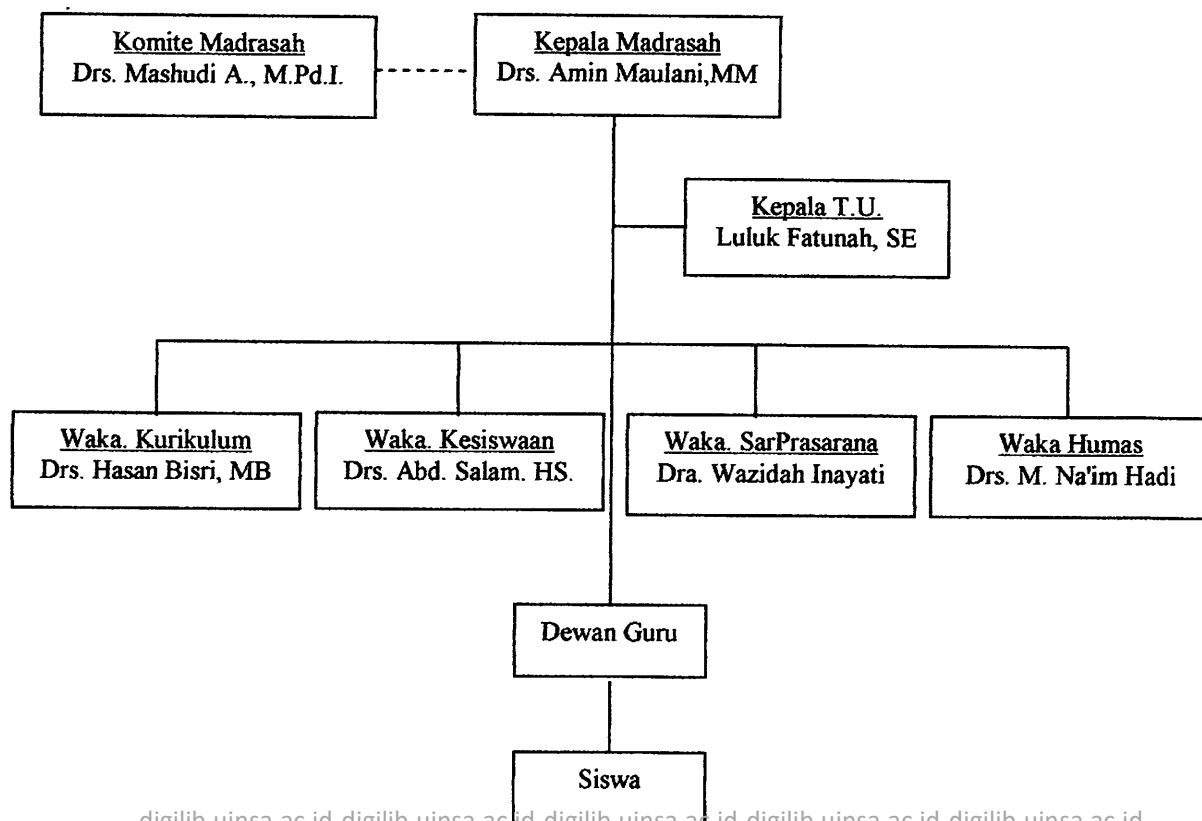 Komite Madrasah
Drs. Mashudi A., M.Pd.I.
Kepala Madrasah
Drs. Amin Maulani,MM
Kepala T.U.
Luluk Fatunah, SE
Waka. Kurikulum
Drs. Hasan Bisri, MB
Waka. Kesiswaan
Drs. Abd. Salam. HS.
Waka. SarPrasarana
Dra. Wazidah Inayati
Waka Humas
Drs. M. Na'im Hadi
Dewan Guru
Siswa
digilib.uinsa.ac.id digilib.uinsa.ac.id digilib.uinsa.ac.id digilib.uinsa.ac.id digilib.uinsa.ac.id